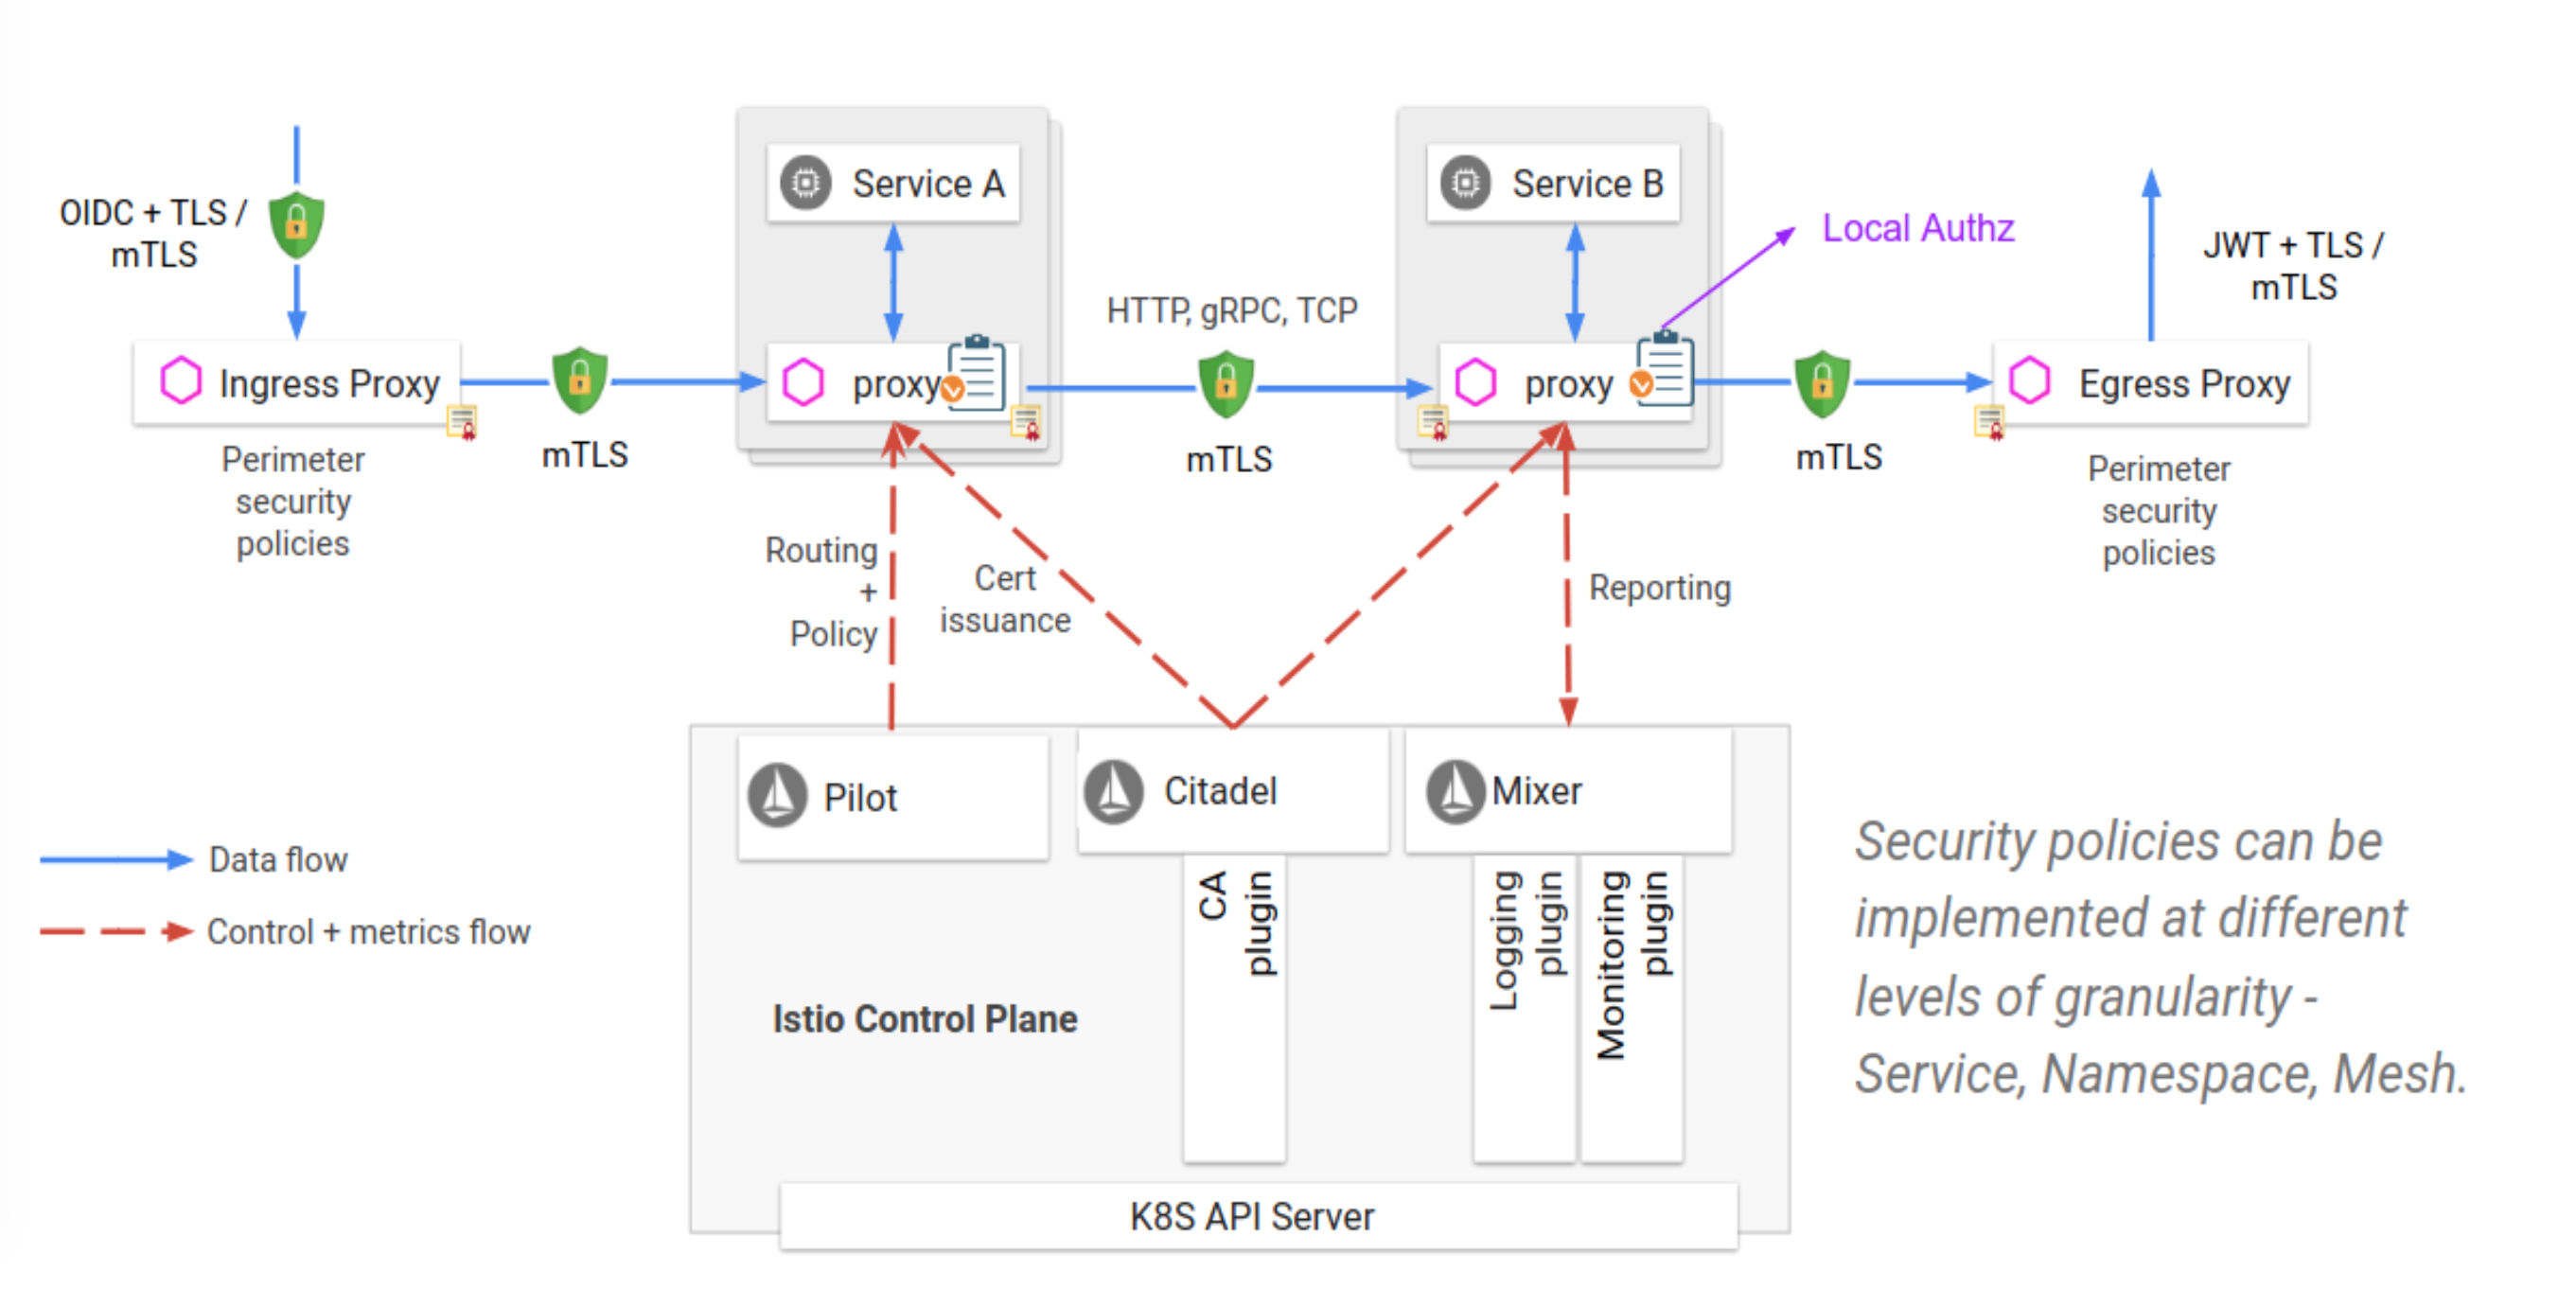 OIDC + TLS /
mTLS
Ingress Proxy
Perimeter
security
policies
mTLS
Service A
proxy
HTTP, gRPC, TCP
mTLS
Service B
proxy
Local Authz
mTLS
JWT + TLS /
mTLS
Egress Proxy
Perimeter
security
policies
Routing
+
Policy
Cert
issuance
Reporting
Data flow
Control + metrics flow
Pilot
Citadel
Mixer
CA
plugin
Logging
plugin
Monitoring
plugin
Istio Control Plane
K8S API Server
Security policies can be
implemented at different
levels of granularity -
Service, Namespace, Mesh.